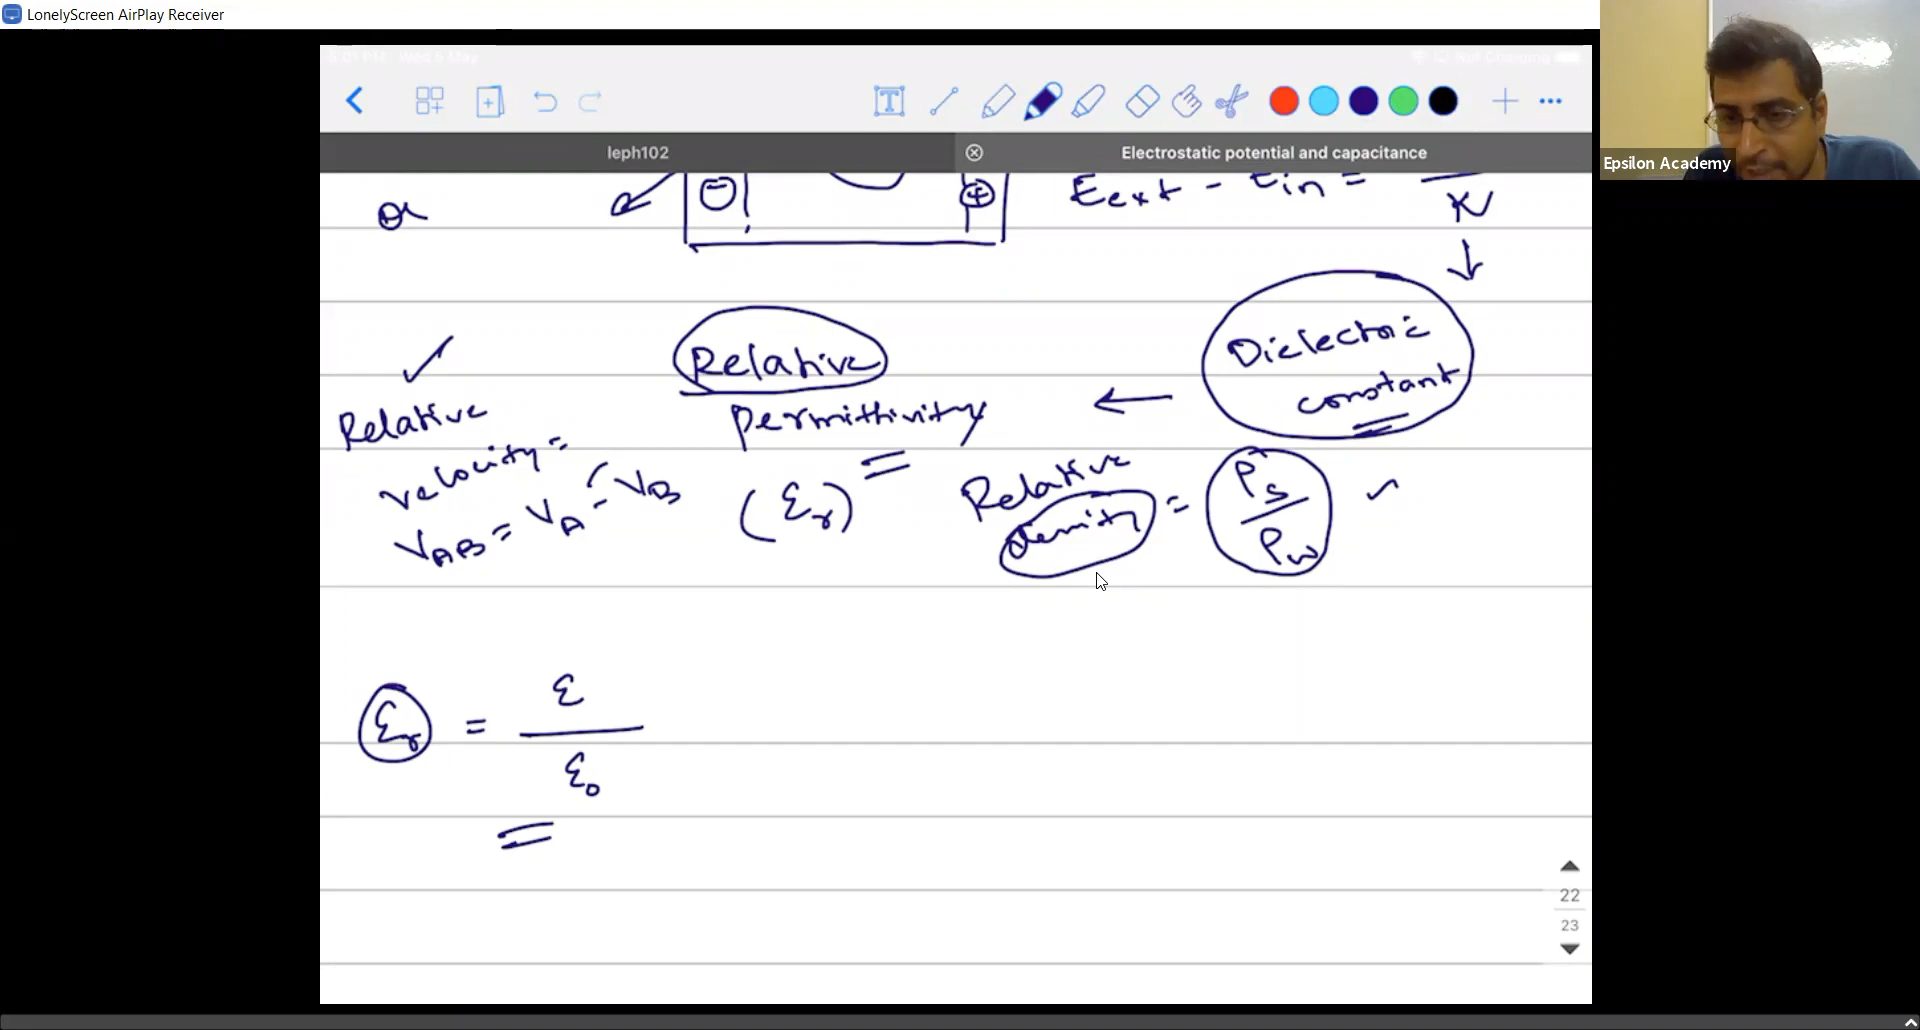 LonelyScreen AirPlay Receiver
T
leph102
Electrostatic potential and capacitance
Epsilon Academy
or
Eext - Ein =
K
Dielectric
constant
Relative
permittivity
(εr)
Relative
velocity =
VAB = VA - VB
Relative
density = ρs/ρw
εr = ε/ε0
22
23